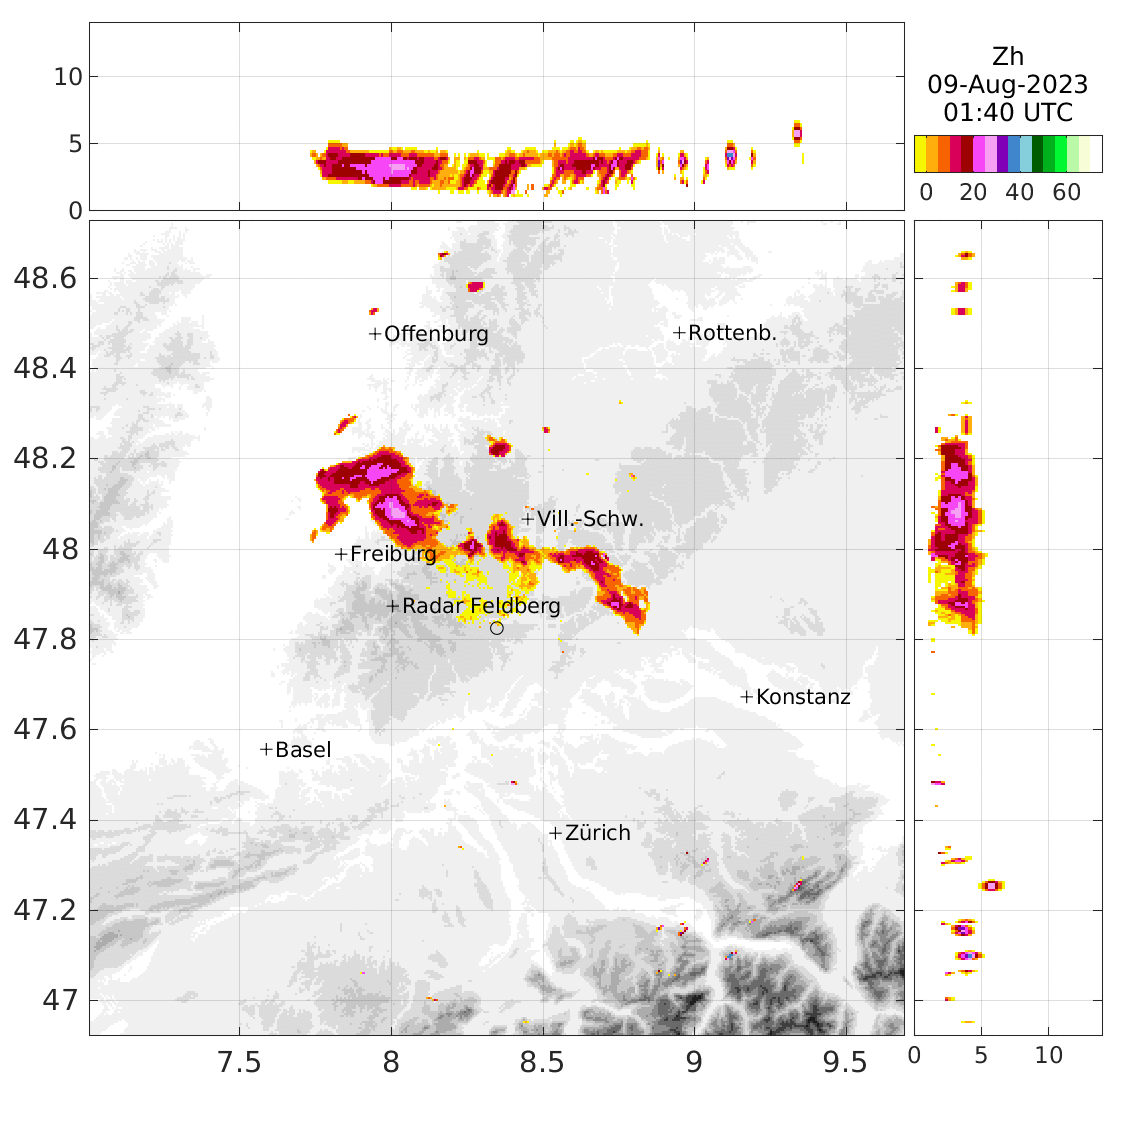 Zh
09-Aug-2023
01:40 UTC
10
5
0
0 20 40 60
48.6
48.4
48.2
48
47.8
47.6
47.4
47.2
47
Offenburg
Rottenb.
Vill.-Schw.
Freiburg
Radar Feldberg
Konstanz
Basel
Zürich
7.5 8 8.5 9 9.5
0 5 10